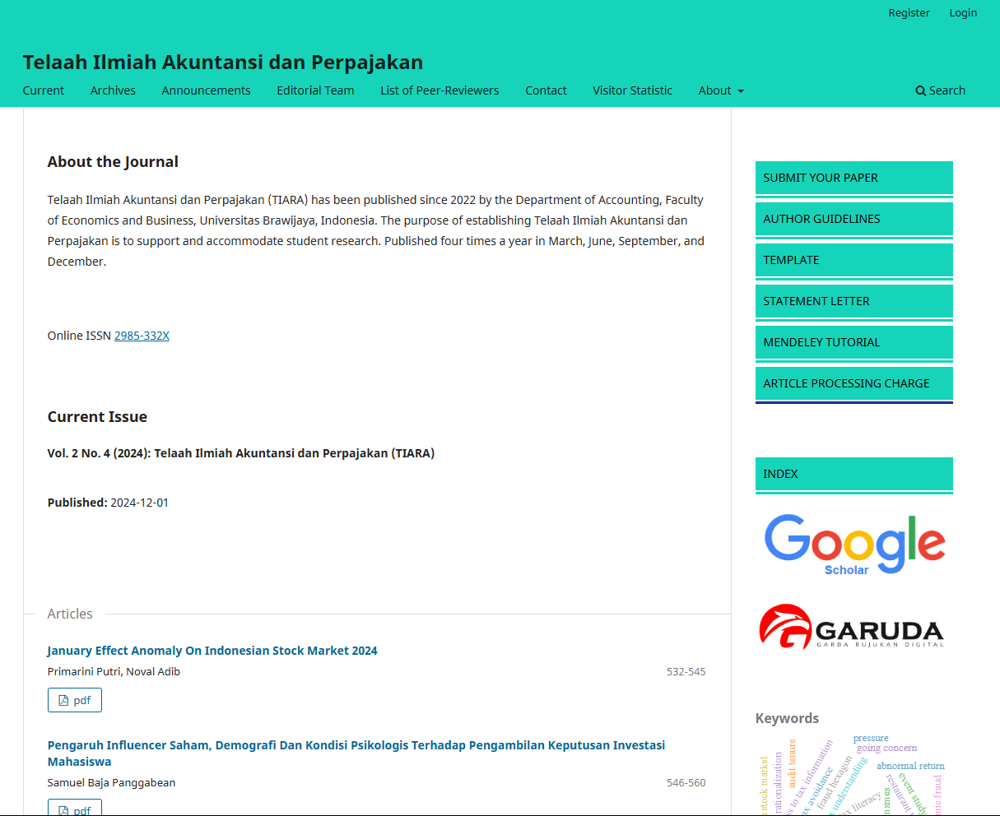 Register Login
Telaah Ilmiah Akuntansi dan Perpajakan
Current Archives Announcements Editorial Team List of Peer-Reviewers Contact Visitor Statistic About Search
About the Journal
Telaah Ilmiah Akuntansi dan Perpajakan (TIARA) has been published since 2022 by the Department of Accounting, Faculty
of Economics and Business, Universitas Brawijaya, Indonesia. The purpose of establishing Telaah Ilmiah Akuntansi dan
Perpajakan is to support and accommodate student research. Published four times a year in March, June, September, and
December.
Online ISSN 2985-332X
Current Issue
Vol. 2 No. 4 (2024): Telaah Ilmiah Akuntansi dan Perpajakan (TIARA)
Published: 2024-12-01
Articles
January Effect Anomaly On Indonesian Stock Market 2024
Primarini Putri, Noval Adib 532-545
pdf
Pengaruh Influencer Saham, Demografi Dan Kondisi Psikologis Terhadap Pengambilan Keputusan Investasi
Mahasiswa
Samuel Baja Panggabean 546-560
pdf
SUBMIT YOUR PAPER
AUTHOR GUIDELINES
TEMPLATE
STATEMENT LETTER
MENDELEY TUTORIAL
ARTICLE PROCESSING CHARGE
INDEX
Google
Scholar
GARUDA
GARBA RUJUKAN DIGITAL
Keywords
pressure
going concern
abnormal return
audit tenure
stock market
rationalization
to tax information
avoidance
fraud hexagon
understanding
literacy
event study
restaurant
msmes
fraud